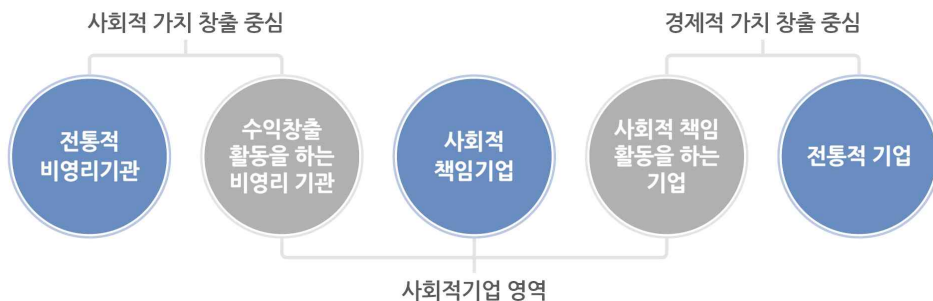 사회적 가치 창출 중심
경제적 가치 창출 중심
전통적
비영리기관
수익창출
활동을 하는
비영리 기관
사회적
책임기업
사회적 책임
활동을 하는
기업
전통적 기업
사회적기업 영역